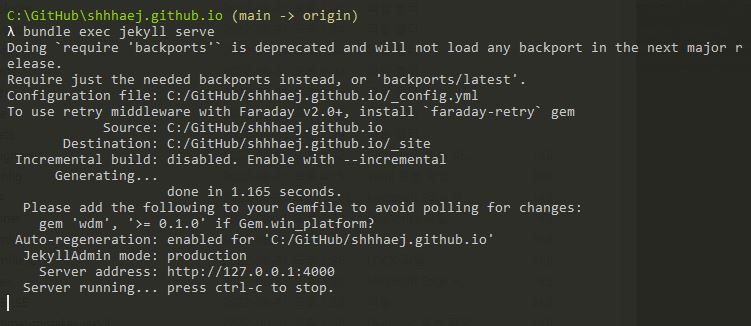 C:\GitHub\shhhaej.github.io (main -> origin)
λ bundle exec jekyll serve
Doing `require 'backports'` is deprecated and will not load any backport in the next major r
elease.
Require just the needed backports instead, or 'backports/latest'.
Configuration file: C:/GitHub/shhhaej.github.io/_config.yml
To use retry middleware with Faraday v2.0+, install `faraday-retry` gem
Source: C:/GitHub/shhhaej.github.io
Destination: C:/GitHub/shhhaej.github.io/_site
Incremental build: disabled. Enable with --incremental
Generating...
done in 1.165 seconds.
Please add the following to your Gemfile to avoid polling for changes:
gem 'wdm', '>= 0.1.0' if Gem.win_platform?
Auto-regeneration: enabled for 'C:/GitHub/shhhaej.github.io'
JekyllAdmin mode: production
Server address: http://127.0.0.1:4000
Server running... press ctrl-c to stop.